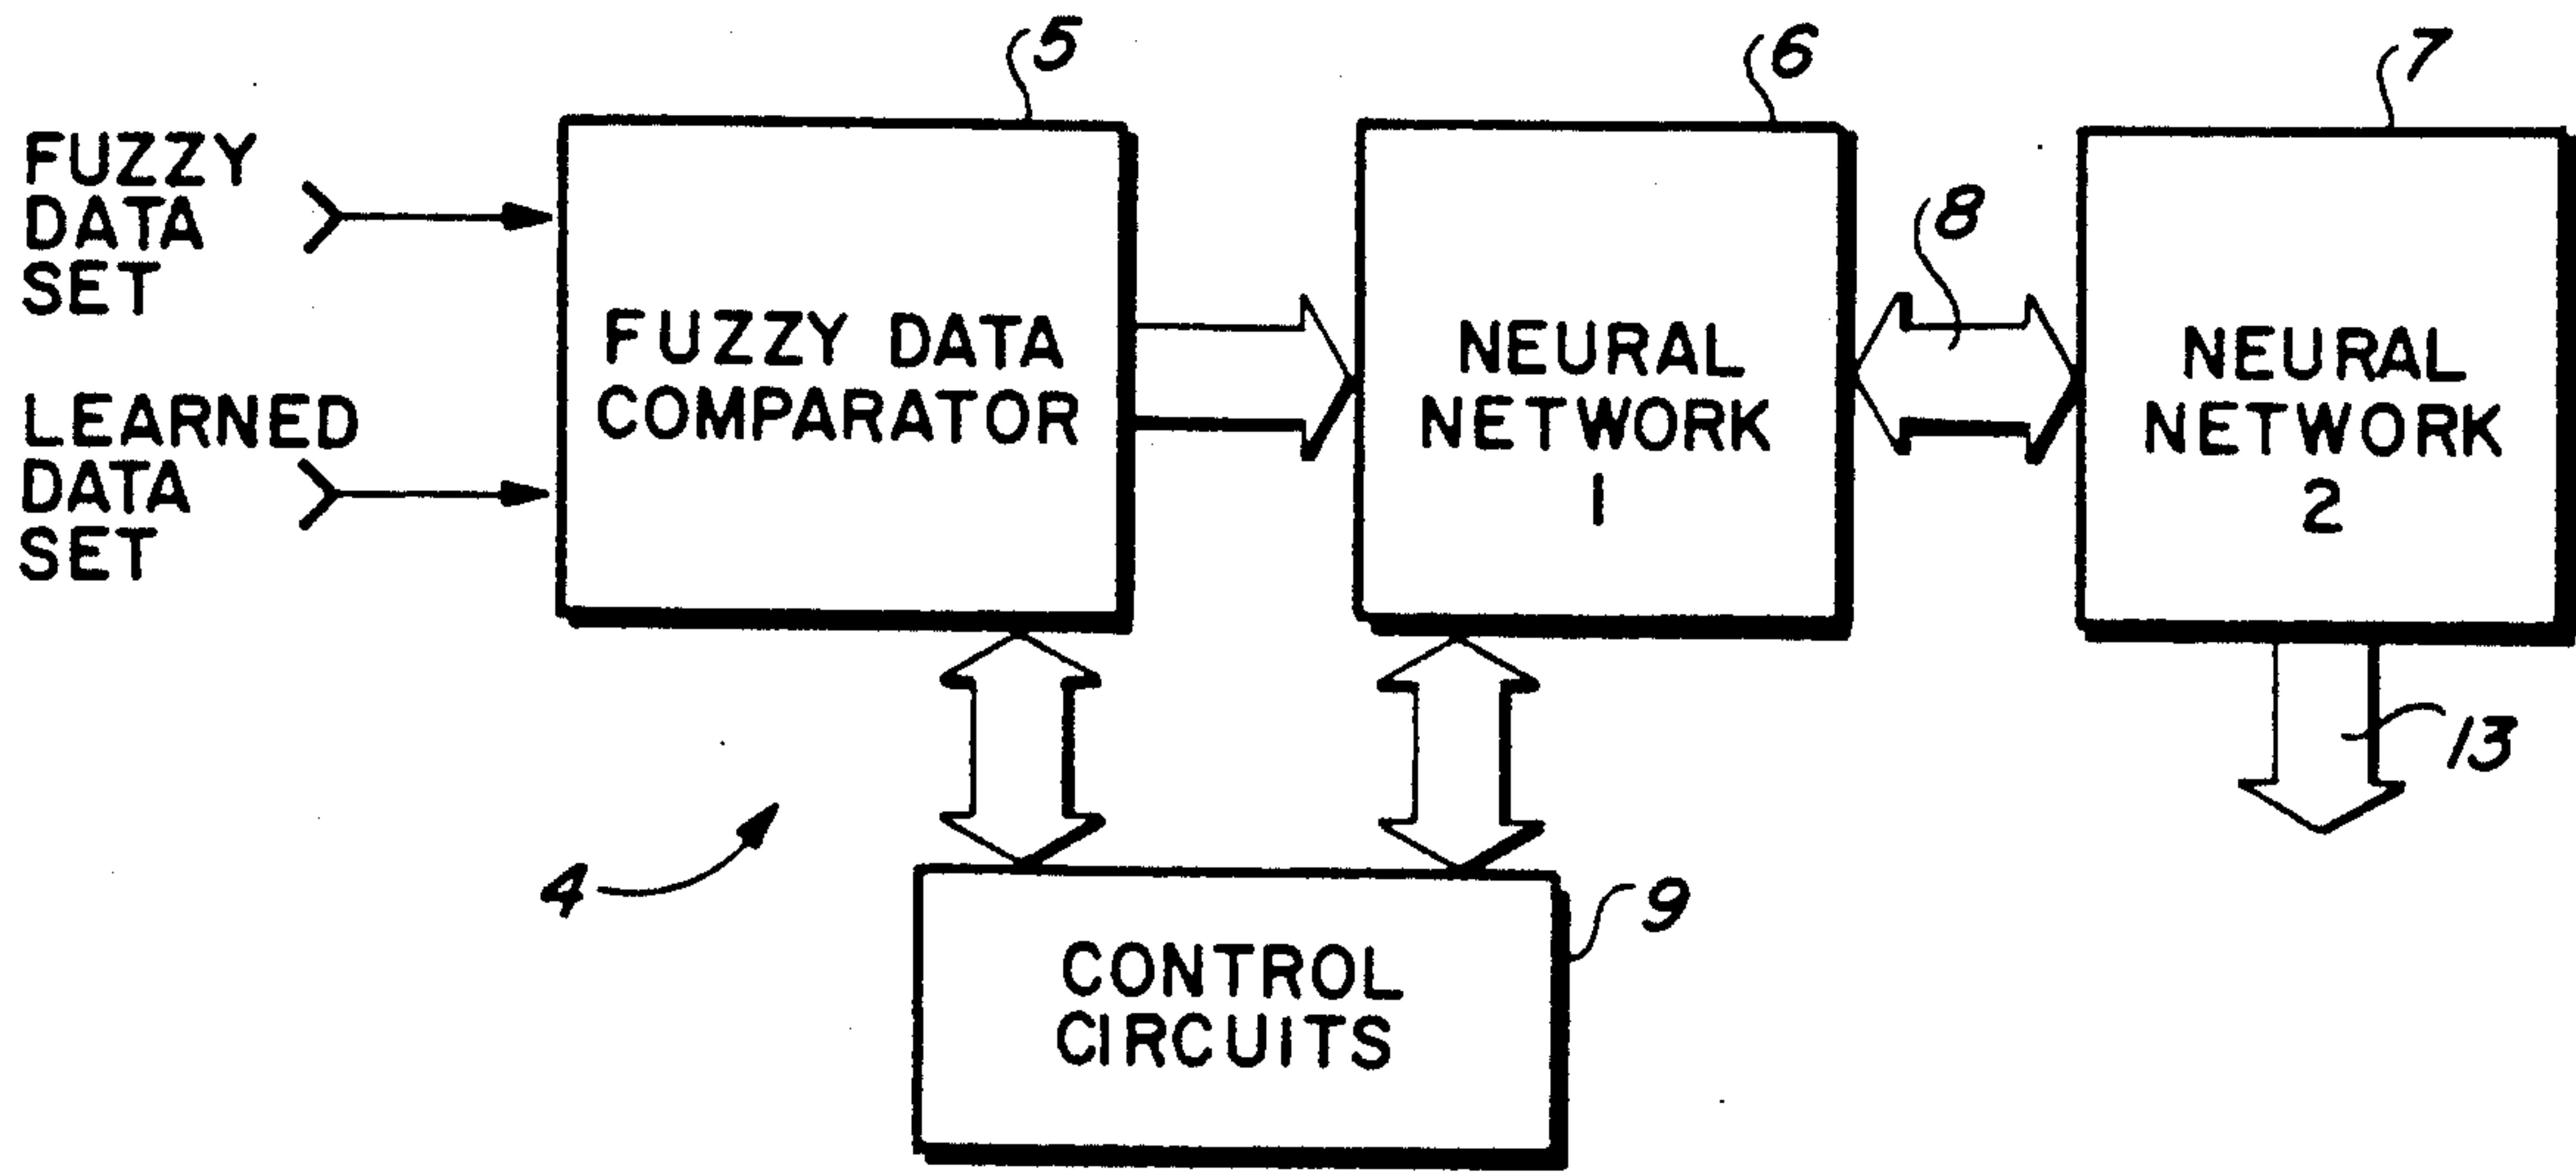 5
6
7
FUZZY
DATA
SET
8
FUZZY DATA
COMPARATOR
NEURAL
NETWORK
1
NEURAL
NETWORK
2
LEARNED
DATA
SET
13
4
9
CONTROL
CIRCUITS